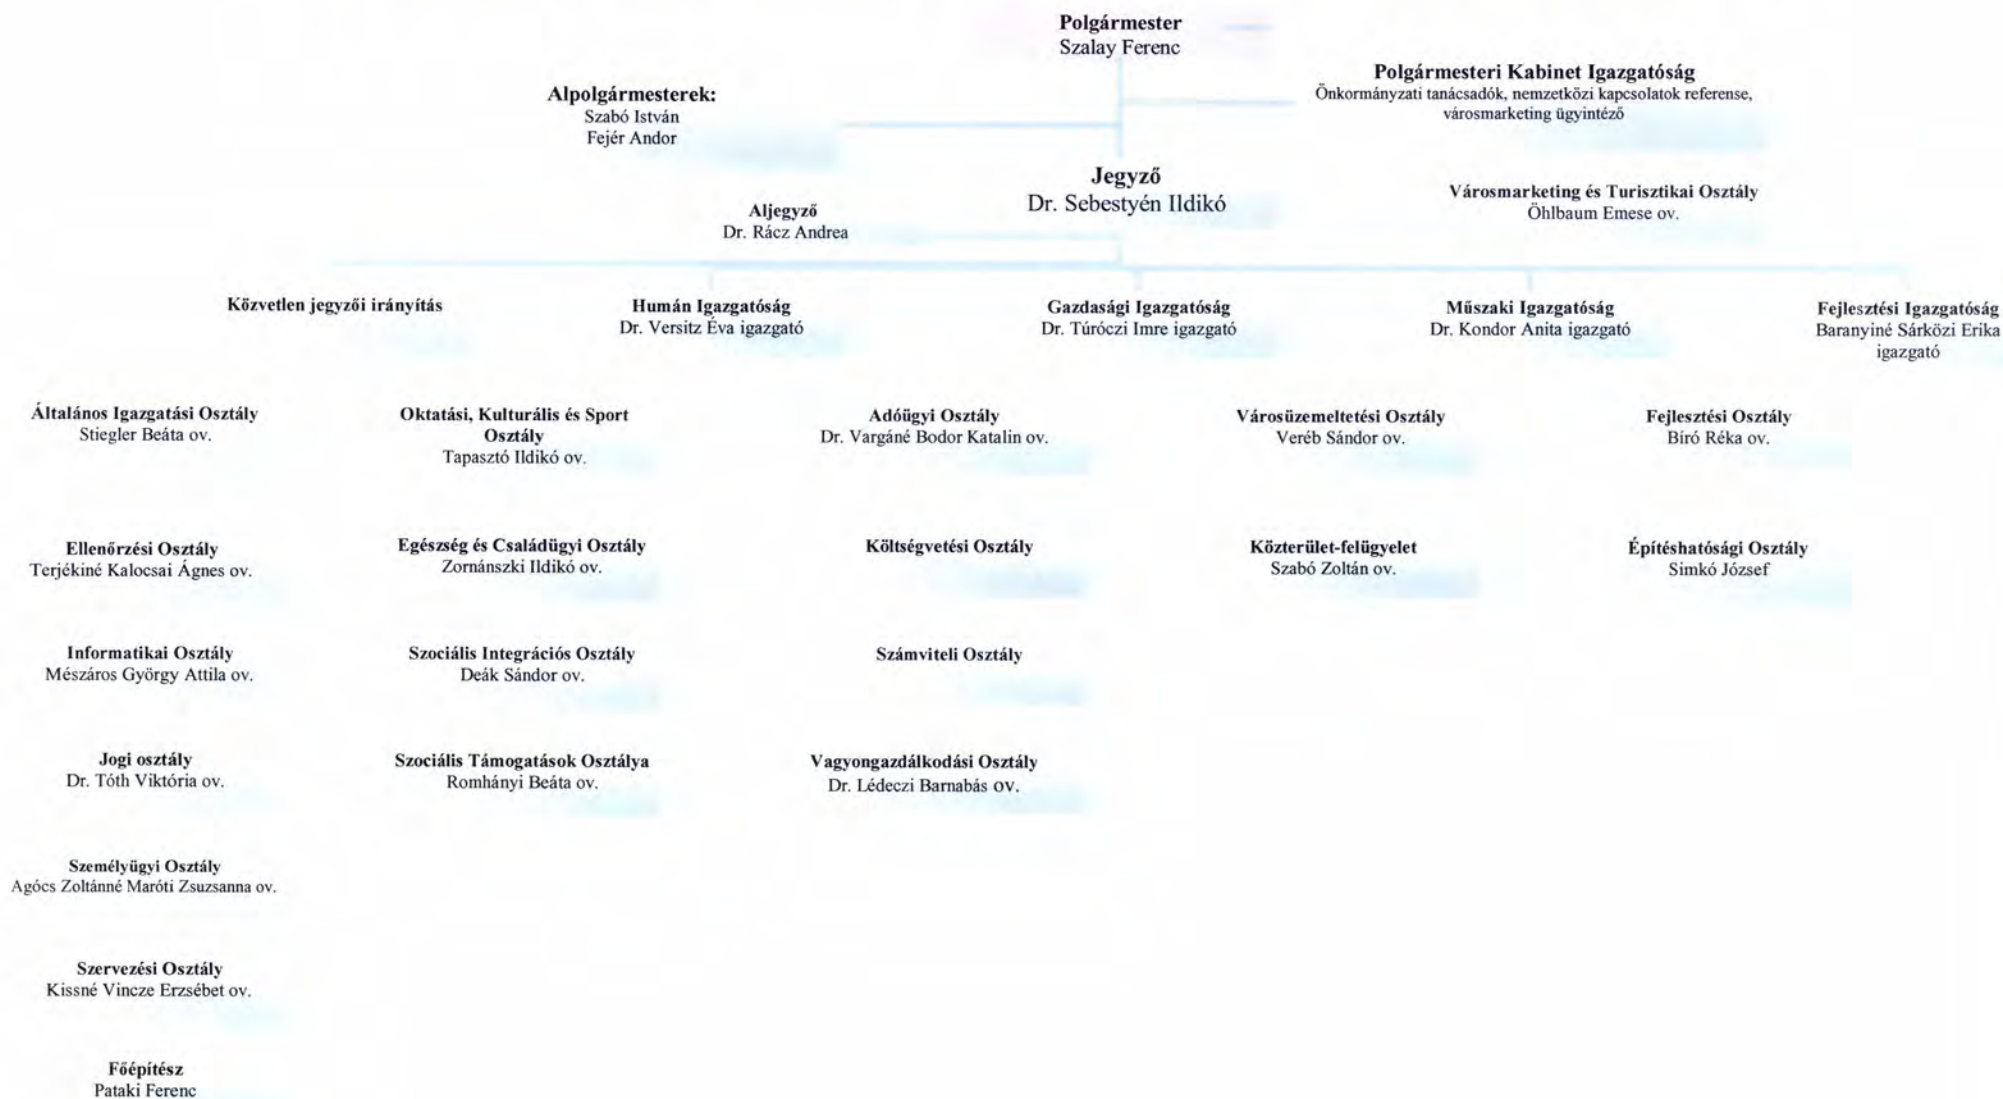 Polgármester
Szalay Ferenc
Polgármesteri Kabinet Igazgatóság
Önkormányzati tanácsadók, nemzetközi kapcsolatok referense,
városmarketing ügyintéző
Alpolgármesterek:
Szabó István
Fejér Andor
Jegyző
Dr. Sebestyén Ildikó
Városmarketing és Turisztikai Osztály
Öhlbaum Emese ov.
Aljegyző
Dr. Rácz Andrea
Közvetlen jegyzői irányítás
Humán Igazgatóság
Dr. Versitz Éva igazgató
Gazdasági Igazgatóság
Dr. Túróczi Imre igazgató
Műszaki Igazgatóság
Dr. Kondor Anita igazgató
Fejlesztési Igazgatóság
Baranyiné Sárközi Erika
igazgató
Általános Igazgatási Osztály
Stiegler Beáta ov.
Oktatási, Kulturális és Sport
Osztály
Tapasztó Ildikó ov.
Adóügyi Osztály
Dr. Vargáné Bodor Katalin ov.
Városüzemeltetési Osztály
Veréb Sándor ov.
Fejlesztési Osztály
Bíró Réka ov.
Ellenőrzési Osztály
Terjékiné Kalocsai Ágnes ov.
Egészség és Családügyi Osztály
Zornánszki Ildikó ov.
Költségvetési Osztály
Közterület-felügyelet
Szabó Zoltán ov.
Építéshatósági Osztály
Simkó József
Informatikai Osztály
Mészáros György Attila ov.
Szociális Integrációs Osztály
Deák Sándor ov.
Számviteli Osztály
Jogi osztály
Dr. Tóth Viktória ov.
Szociális Támogatások Osztálya
Romhányi Beáta ov.
Vagyongazdálkodási Osztály
Dr. Lédeczi Barnabás ov.
Személyügyi Osztály
Agócs Zoltánné Maróti Zsuzsanna ov.
Szervezési Osztály
Kissné Vincze Erzsébet ov.
Főépítész
Pataki Ferenc